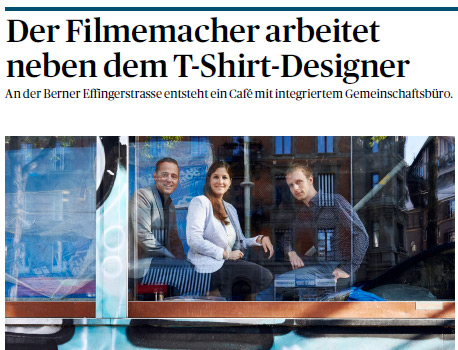 Der Filmemacher arbeitet
neben dem T-Shirt-Designer
An der Berner Effingerstrasse entsteht ein Café mit integriertem Gemeinschaftsbüro.